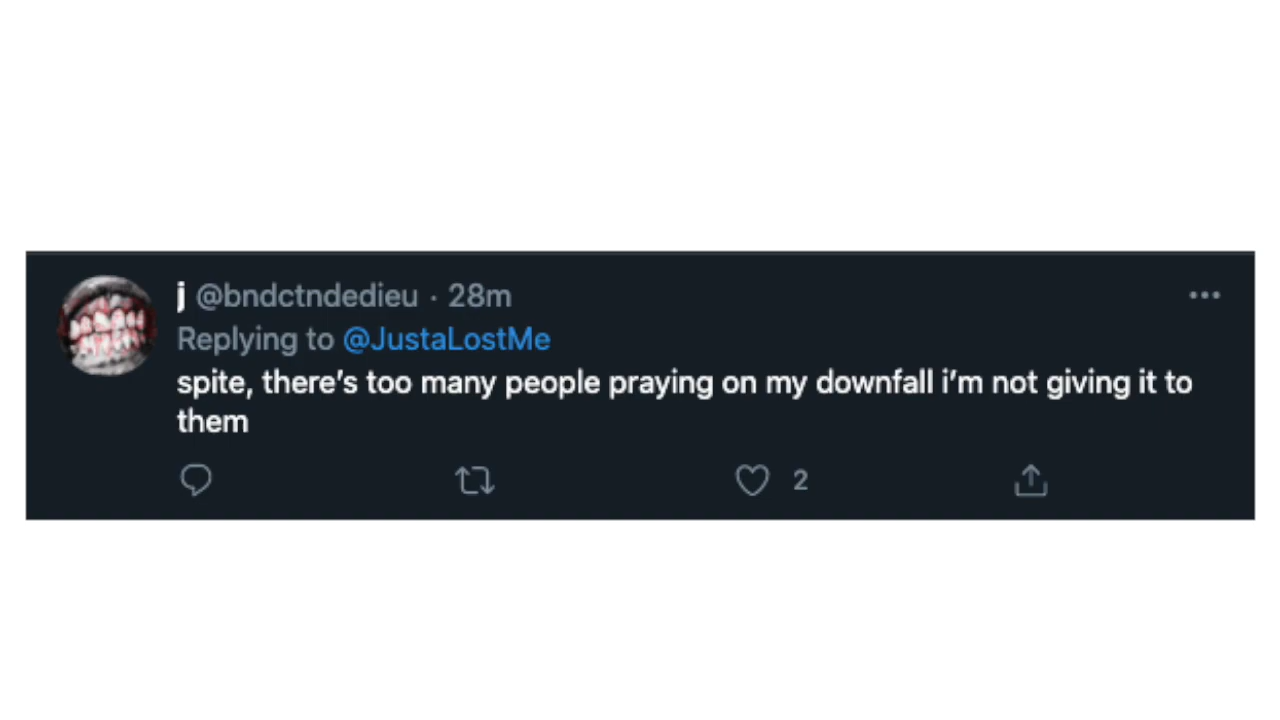 j @bndctndedieu · 28m
Replying to @JustaLostMe
spite, there's too many people praying on my downfall i'm not giving it to
them
2